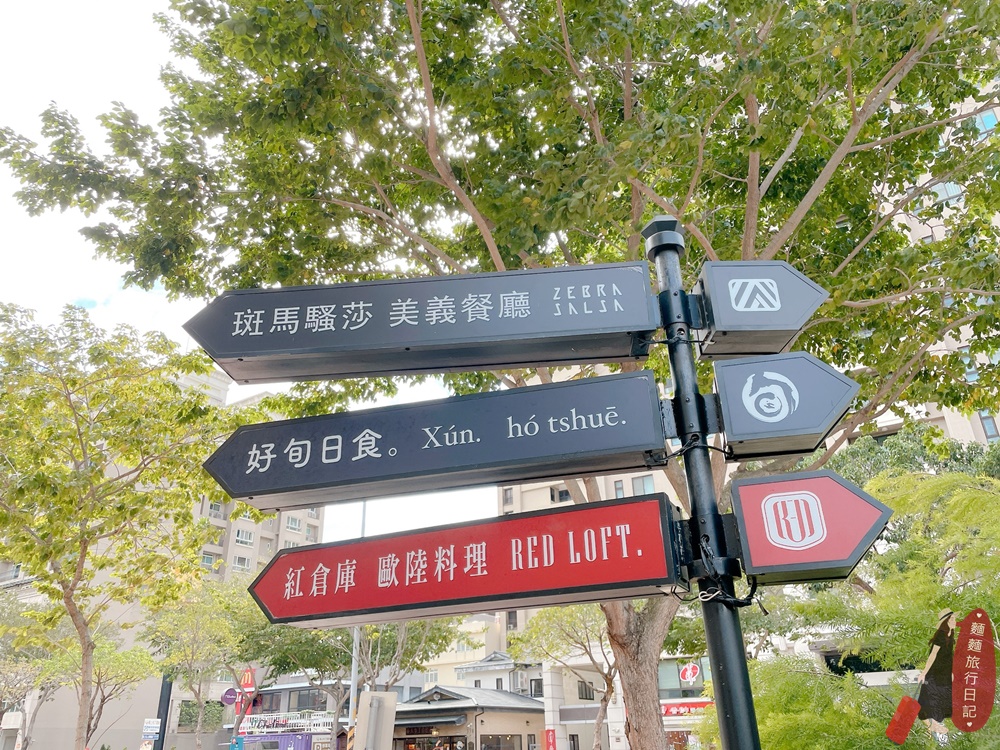 斑馬騷莎 美義餐廳 ZEBRA SALSA
好旬日食。 Xún. hó tshuē.
紅倉庫 歐陸料理 RED LOFT.
R·D
麵麵旅行日記